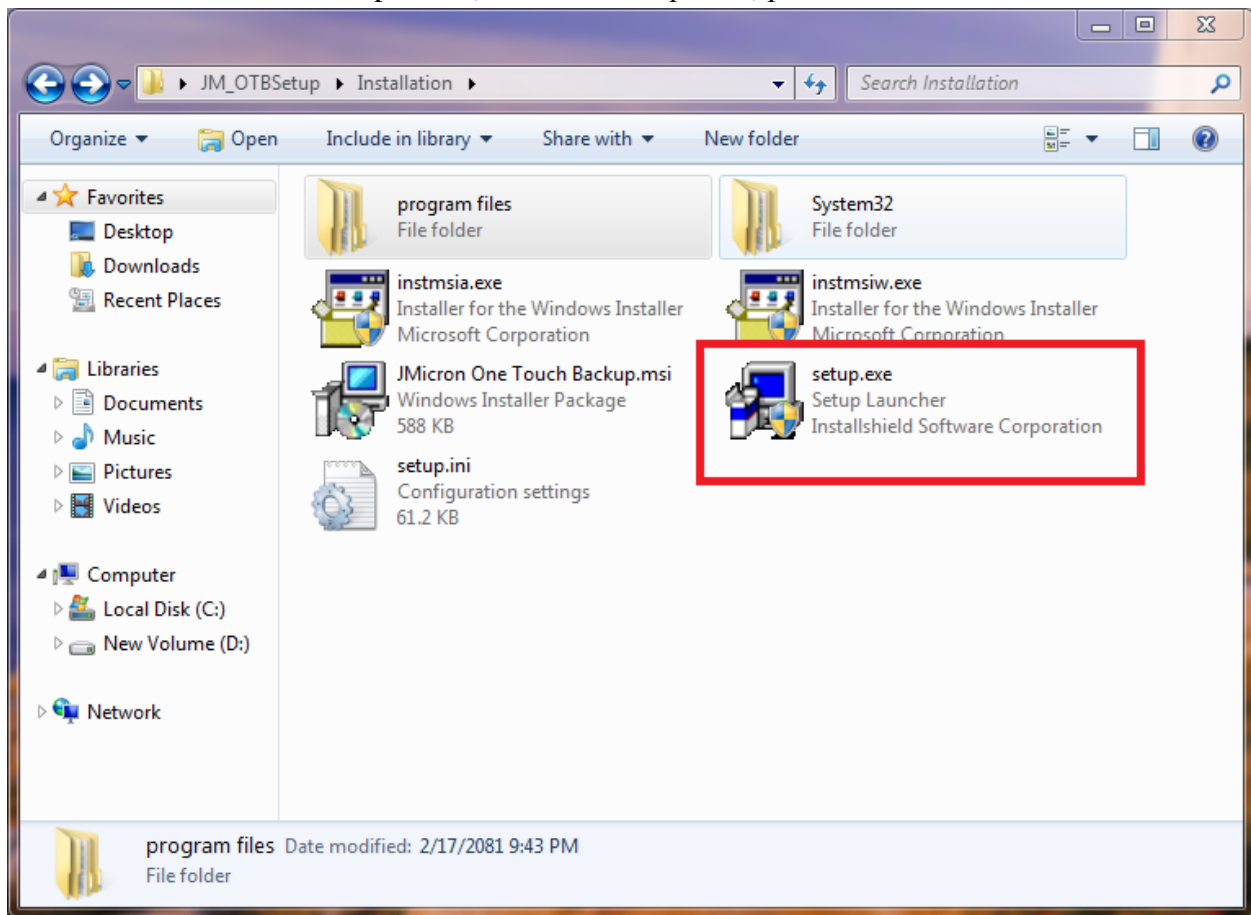 JM_OTBSetup Installation
Search Installation
Organize Open Include in library Share with New folder
Favorites
Desktop
Downloads
Recent Places
Libraries
Documents
Music
Pictures
Videos
Computer
Local Disk (C:)
New Volume (D:)
Network
program files
File folder
System32
File folder
instmsia.exe
Installer for the Windows Installer
Microsoft Corporation
instmsiw.exe
Installer for the Windows Installer
Microsoft Corporation
JMicron One Touch Backup.msi
Windows Installer Package
588 KB
setup.exe
Setup Launcher
Installshield Software Corporation
setup.ini
Configuration settings
61.2 KB
program files Date modified: 2/17/2081 9:43 PM
File folder